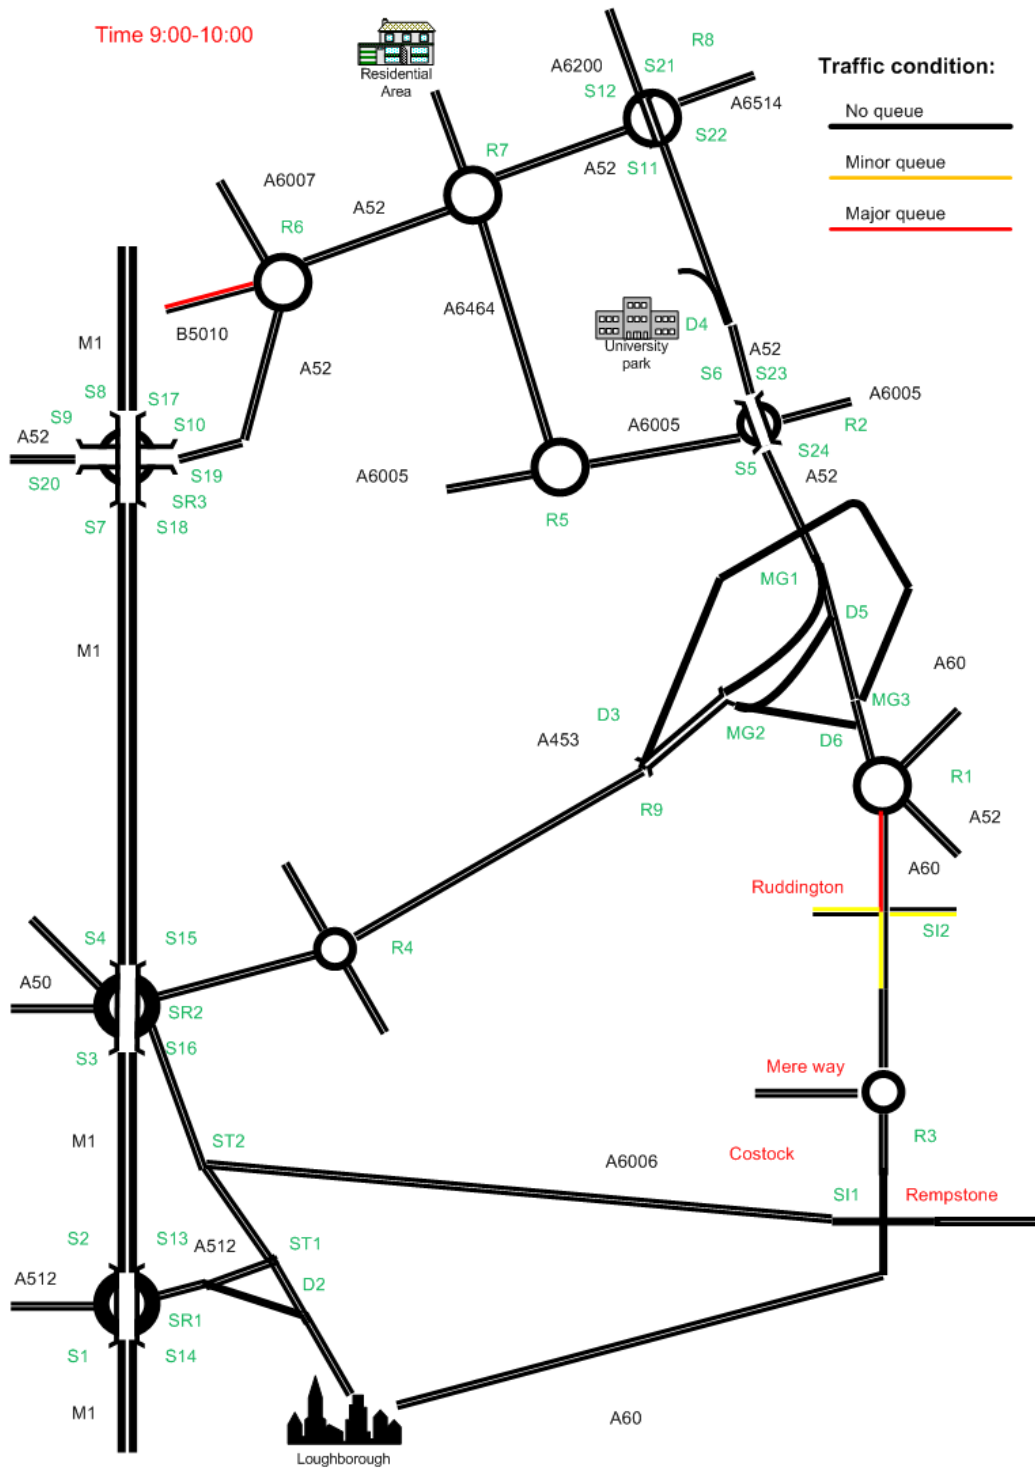 Time 9:00-10:00
Residential
Area
R8
A6200
S21
S12
A6514
S22
S11
A52
R7
Traffic condition:
No queue
Minor queue
Major queue
A6007
A52
R6
B5010
A52
A6464
M1
University
park
D4
A52
S6
S23
A6005
R2
A6005
S24
S5
A52
S8
S17
S9
S10
A52
S20
S19
SR3
S7
S18
A6005
R5
MG1
D5
M1
A60
MG3
D3
A453
MG2
D6
R9
R1
A52
A60
Ruddington
SI2
S4
S15
R4
A50
SR2
S3
S16
Mere way
R3
M1
ST2
Costock
A6006
SI1
Rempstone
S2
S13
A512
ST1
A512
D2
SR1
S1
S14
M1
A60
Loughborough